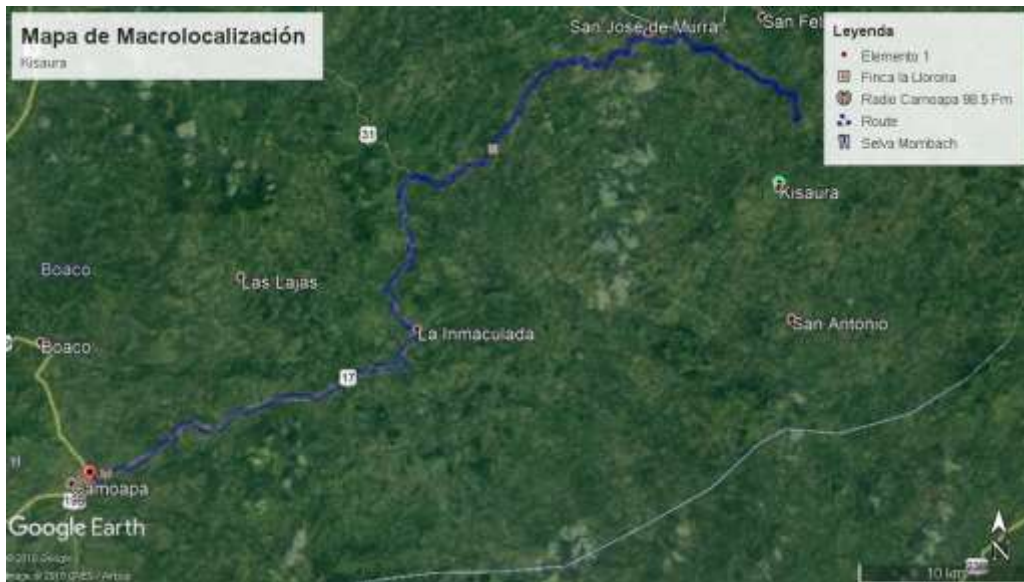 Mapa de Macrolocalización
Kisaura
San José de Murra
San Fel
Leyenda
Elemento 1
Finca la Llorona
Radio Camoapa 98.5 Fm
Route
Selva Mombach
31
Kisaura
Boaco
Las Lajas
San Antonio
La Inmaculada
Boaco
17
Camoapa
Google Earth
© 2018 Google
N
10 km